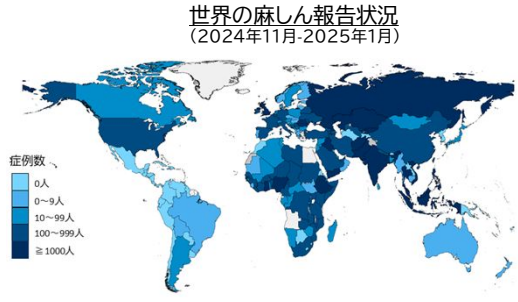 世界の麻しん報告状況
（2024年11月-2025年1月）
症例数
0人
0～9人
10～99人
100～999人
≧1000人